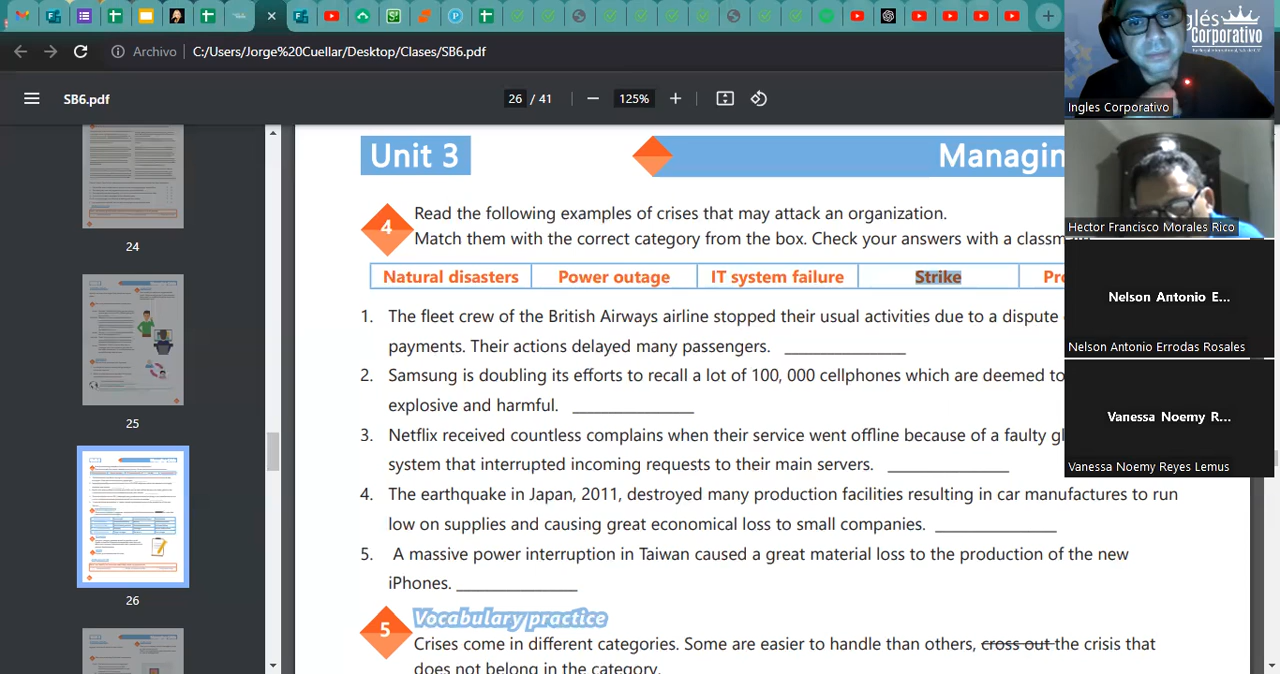 Archivo C:/Users/Jorge%20Cuellar/Desktop/Clases/SB6.pdf
SB6.pdf 26 / 41 125%
24
25
26
Unit 3
4
Read the following examples of crises that may attack an organization.
Match them with the correct category from the box. Check your answers with a
Natural disasters Power outage IT system failure Strike
1. The fleet crew of the British Airways airline stopped their usual activities due to a dispute
payments. Their actions delayed many passengers.
2. Samsung is doubling its efforts to recall a lot of 100, 000 cellphones which are deemed to
explosive and harmful.
3. Netflix received countless complains when their service went offline because of a faulty
system that interrupted incoming requests to their main servers.
4. The earthquake in Japan, 2011, destroyed many production facilities resulting in car manufactures to run
low on supplies and causing great economical loss to small companies.
5. A massive power interruption in Taiwan caused a great material loss to the production of the new
iPhones.
5 Vocabulary practice
Crises come in different categories. Some are easier to handle than others, cross out the crisis that
does not belong in the category.
Corporativo
Ingles Corporativo
Hector Francisco Morales Rico
Nelson Antonio E...
Nelson Antonio Errodas Rosales
Vanessa Noemy R...
Vanessa Noemy Reyes Lemus